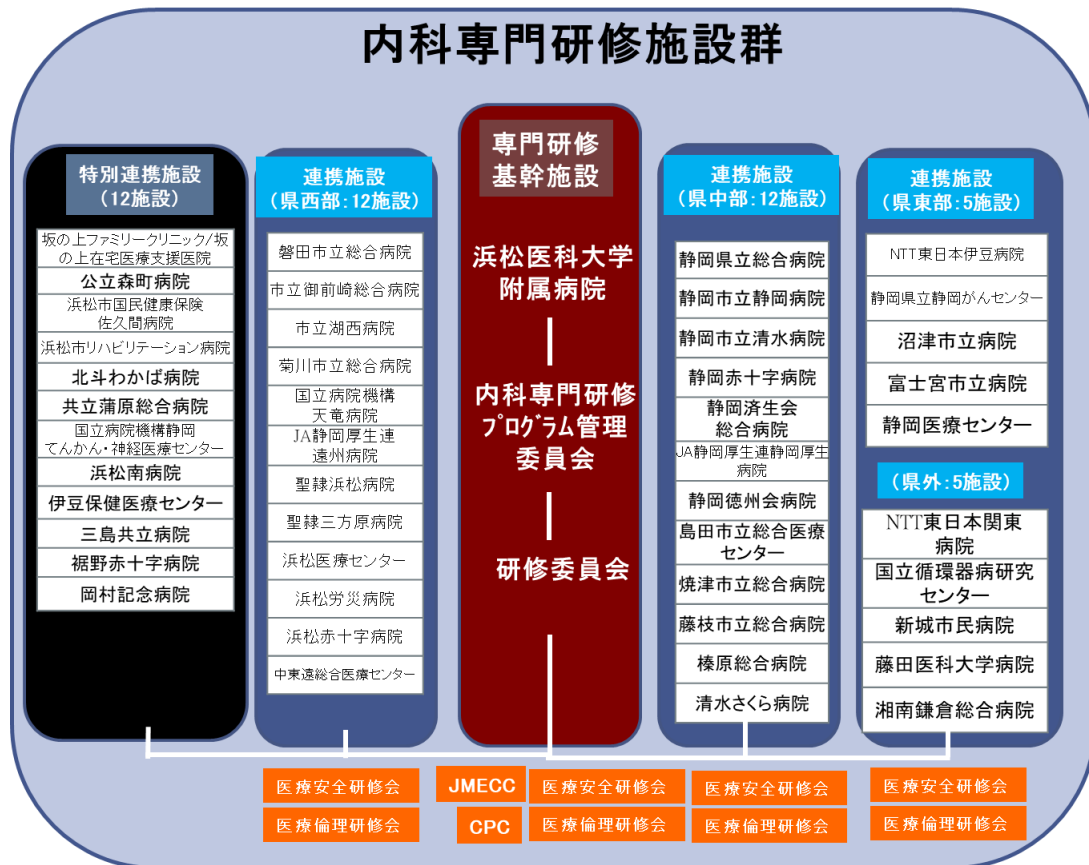 内科専門研修施設群
特別連携施設
(12施設)
坂の上ファミリークリニック/坂
の上在宅医療支援医院
公立森町病院
浜松市国民健康保険
佐久間病院
浜松市リハビリテーション病院
北斗わかば病院
共立蒲原総合病院
国立病院機構静岡
てんかん・神経医療センター
浜松南病院
伊豆保健医療センター
三島共立病院
裾野赤十字病院
岡村記念病院
連携施設
(県西部:12施設)
磐田市立総合病院
市立御前崎総合病院
市立湖西病院
菊川市立総合病院
国立病院機構
天竜病院
JA静岡厚生連
遠州病院
聖隷浜松病院
聖隷三方原病院
浜松医療センター
浜松労災病院
浜松赤十字病院
中東遠総合医療センター
専門研修
基幹施設
浜松医科大学
附属病院
内科専門研修
プログラム管理
委員会
研修委員会
連携施設
(県中部:12施設)
静岡県立総合病院
静岡市立静岡病院
静岡市立清水病院
静岡赤十字病院
静岡済生会
総合病院
JA静岡厚生連静岡厚生
病院
静岡徳州会病院
島田市立総合医療
センター
焼津市立総合病院
藤枝市立総合病院
榛原総合病院
清水さくら病院
連携施設
(県東部:5施設)
NTT東日本伊豆病院
静岡県立静岡がんセンター
沼津市立病院
富士宮市立病院
静岡医療センター
(県外:5施設)
NTT東日本関東
病院
国立循環器病研究
センター
新城市民病院
藤田医科大学病院
湘南鎌倉総合病院
医療安全研修会
医療倫理研修会
JMECC
CPC
医療安全研修会
医療倫理研修会
医療安全研修会
医療倫理研修会
医療安全研修会
医療倫理研修会